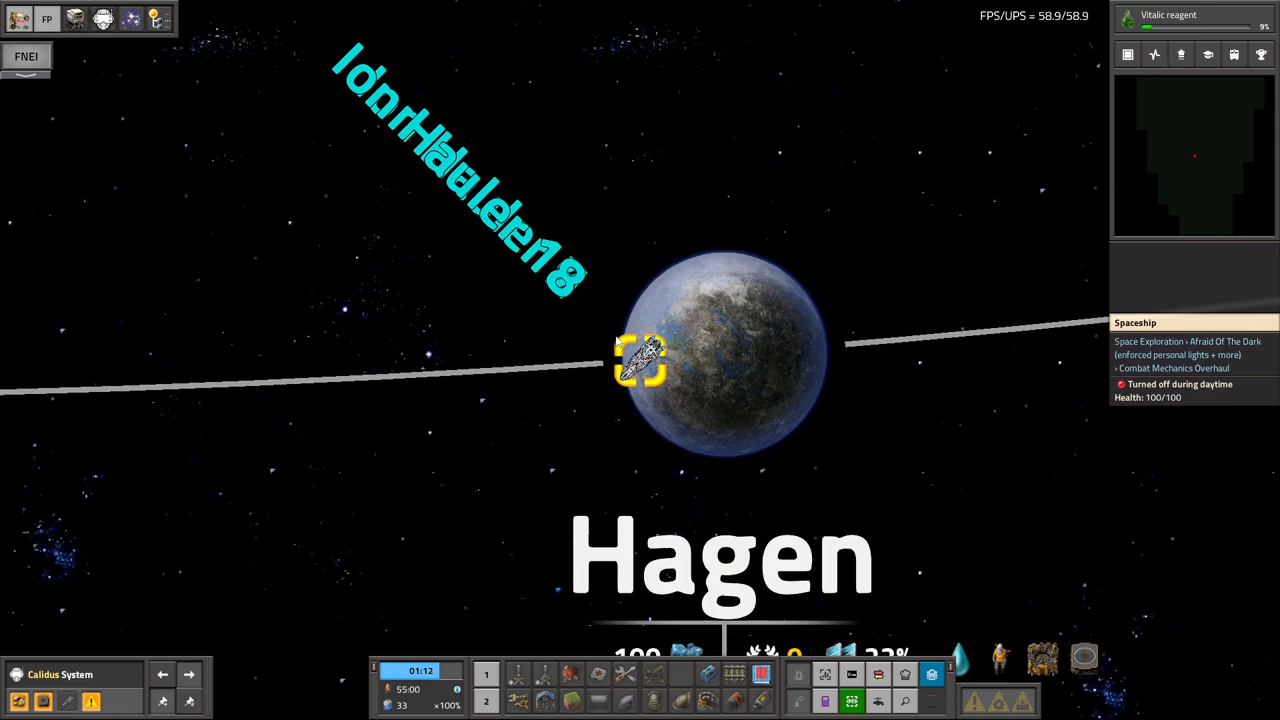 FP
FPS/UPS = 58.9/58.9
Vitalic reagent
9%
FNEI
Spaceship
Space Exploration › Afraid Of The Dark
(enforced personal lights + more)
› Combat Mechanics Overhaul
Turned off during daytime
Health: 100/100
Hagen
Calidus System
01:12
55:00
33 ×100%
1
2